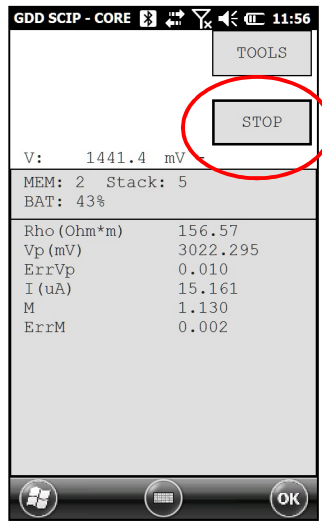 GDD SCIP - CORE 11:56
TOOLS
STOP
V: 1441.4 mV -
MEM: 2 Stack: 5
BAT: 43%
Rho(Ohm*m) 156.57
Vp(mV) 3022.295
ErrVp 0.010
I(uA) 15.161
M 1.130
ErrM 0.002
OK